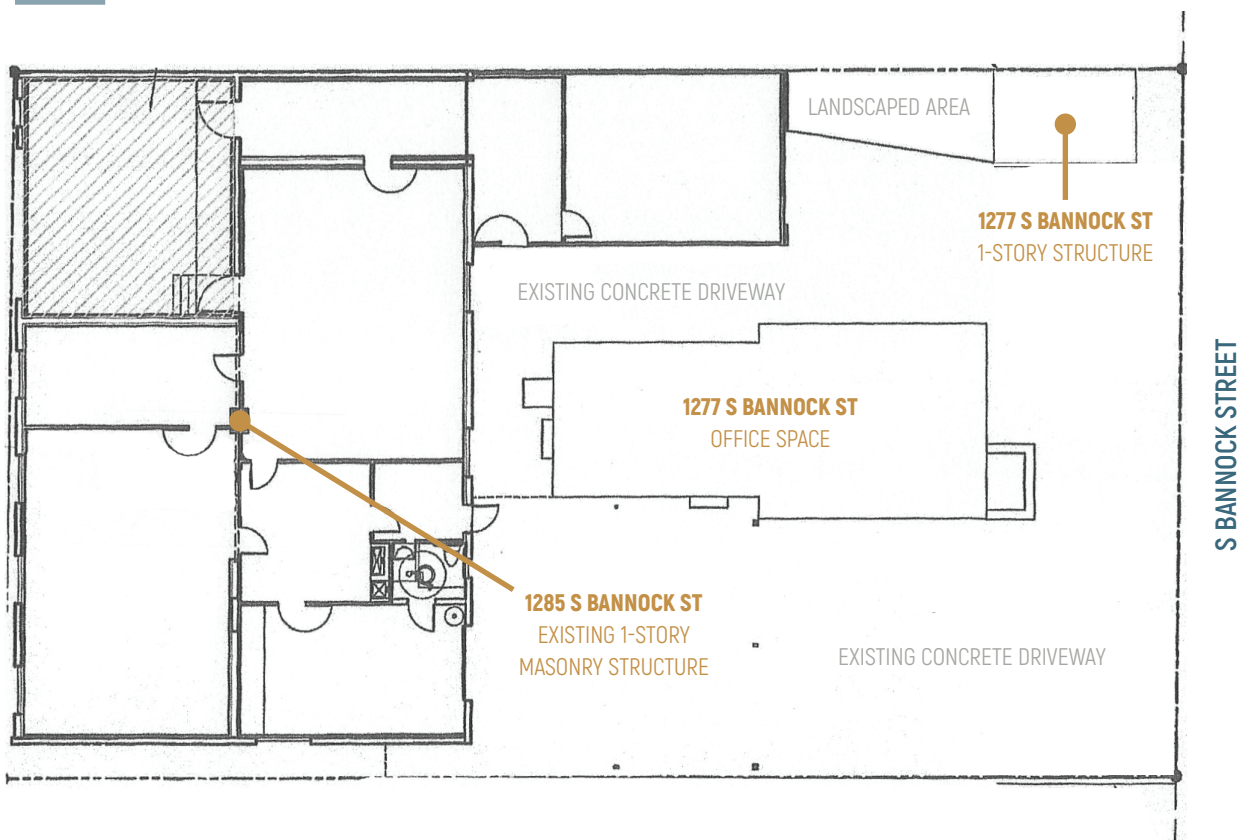 LANDSCAPED AREA
1277 S BANNOCK ST
1-STORY STRUCTURE
EXISTING CONCRETE DRIVEWAY
1277 S BANNOCK ST
OFFICE SPACE
S BANNOCK STREET
1285 S BANNOCK ST
EXISTING 1-STORY
MASONRY STRUCTURE
EXISTING CONCRETE DRIVEWAY